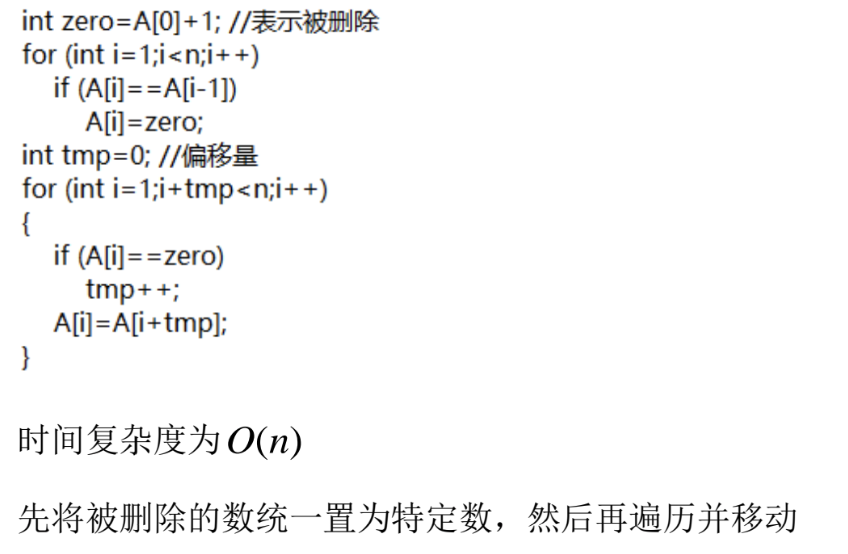 int zero=A[0]+1; //表示被删除
for (int i=1;i<n;i++)
if (A[i]==A[i-1])
A[i]=zero;
int tmp=0; //偏移量
for (int i=1;i+tmp<n;i++)
{
if (A[i]==zero)
tmp++;
A[i]=A[i+tmp];
}
时间复杂度为O(n)
先将被删除的数统一置为特定数，然后再遍历并移动